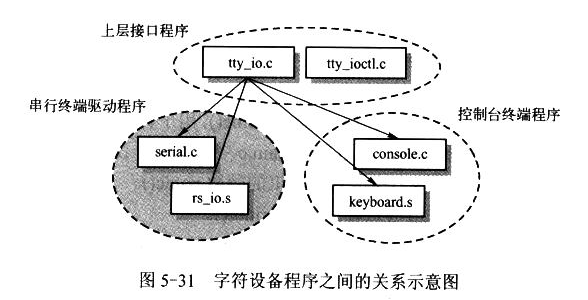 上层接口程序
tty_io.c
tty_ioctl.c
串行终端驱动程序
控制台终端程序
serial.c
console.c
rs_io.s
keyboard.s
图 5-31 字符设备程序之间的关系示意图